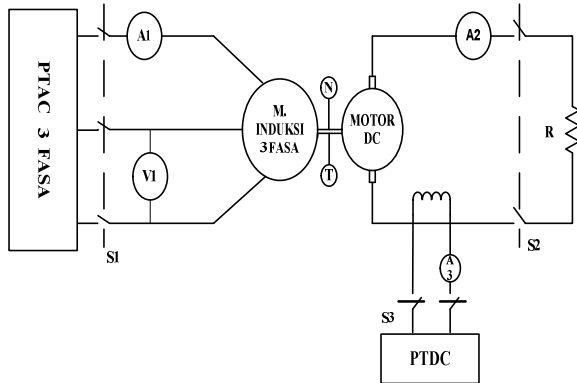 PTAC 3 FASA
A1
V1
S1
M.
INDUKSI
3 FASA
N
T
MOTOR
DC
A2
R
S2
A
3
S3
PTDC